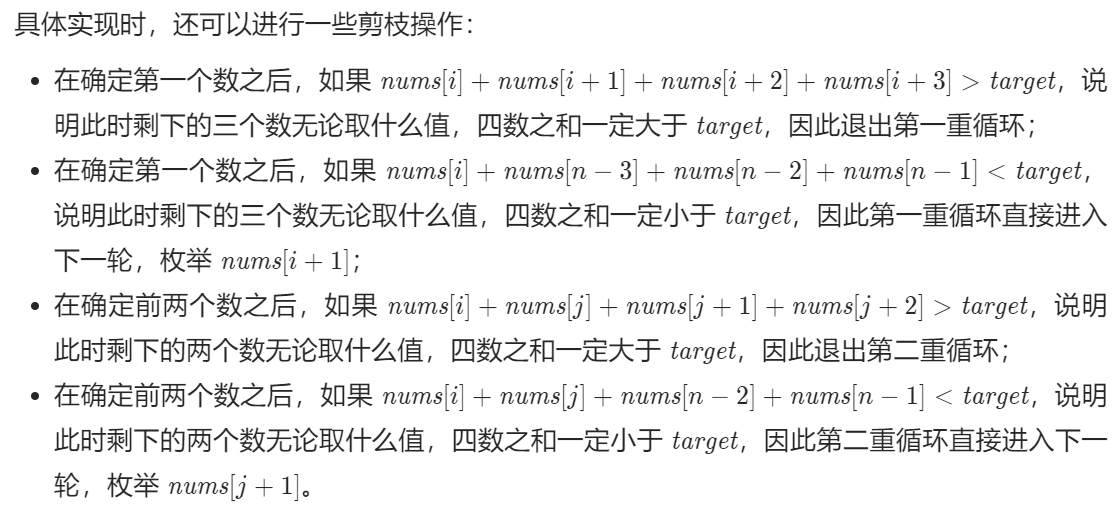 具体实现时，还可以进行一些剪枝操作：
• 在确定第一个数之后，如果 nums[i] + nums[i + 1] + nums[i + 2] + nums[i + 3] > target，说
明此时剩下的三个数无论取什么值，四数之和一定大于 target，因此退出第一重循环；
• 在确定第一个数之后，如果 nums[i] + nums[n − 3] + nums[n − 2] + nums[n − 1] < target，
说明此时剩下的三个数无论取什么值，四数之和一定小于 target，因此第一重循环直接进入
下一轮，枚举 nums[i + 1]；
• 在确定前两个数之后，如果 nums[i] + nums[j] + nums[j + 1] + nums[j + 2] > target，说明
此时剩下的两个数无论取什么值，四数之和一定大于 target，因此退出第二重循环；
• 在确定前两个数之后，如果 nums[i] + nums[j] + nums[n − 2] + nums[n − 1] < target，说明
此时剩下的两个数无论取什么值，四数之和一定小于 target，因此第二重循环直接进入下一
轮，枚举 nums[j + 1]。